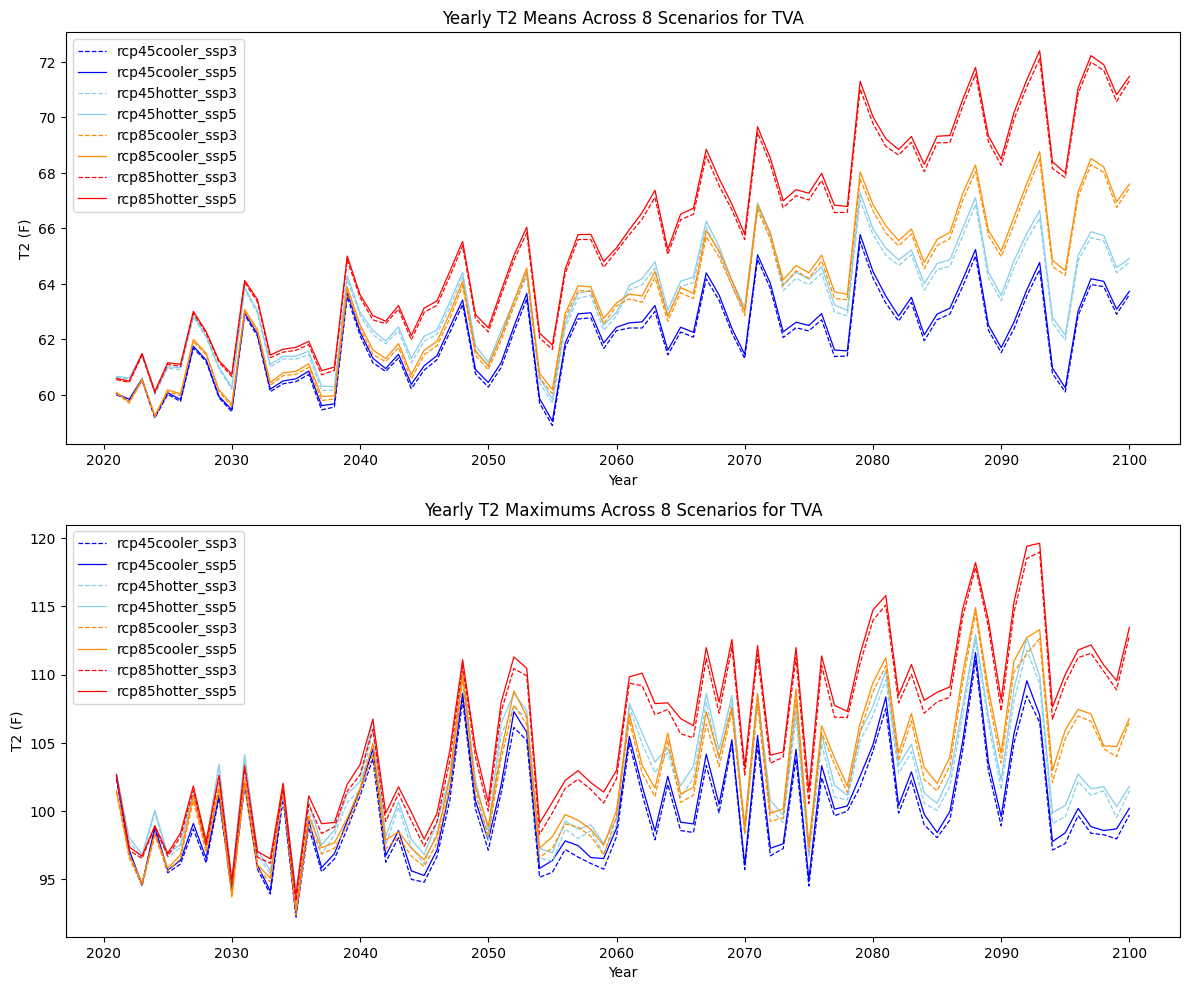 Yearly T2 Means Across 8 Scenarios for TVA
rcp45cooler_ssp3
rcp45cooler_ssp5
rcp45hotter_ssp3
rcp45hotter_ssp5
rcp85cooler_ssp3
rcp85cooler_ssp5
rcp85hotter_ssp3
rcp85hotter_ssp5
T2 (F)
72
70
68
66
64
62
60
2020 2030 2040 2050 2060 2070 2080 2090 2100
Year
Yearly T2 Maximums Across 8 Scenarios for TVA
rcp45cooler_ssp3
rcp45cooler_ssp5
rcp45hotter_ssp3
rcp45hotter_ssp5
rcp85cooler_ssp3
rcp85cooler_ssp5
rcp85hotter_ssp3
rcp85hotter_ssp5
T2 (F)
120
115
110
105
100
95
2020 2030 2040 2050 2060 2070 2080 2090 2100
Year